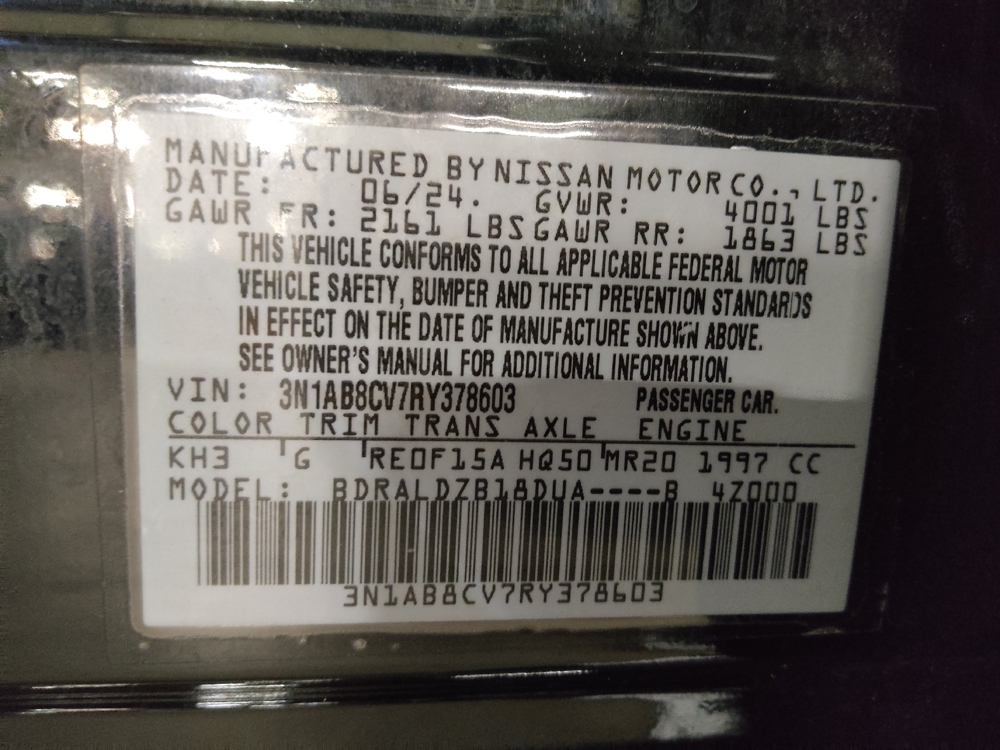 MANUFACTURED BY NISSAN MOTOR CO., LTD.
DATE: 06/24. GVWR: 4001 LBS
GAWR FR: 2161 LBS GAWR RR: 1863 LBS
THIS VEHICLE CONFORMS TO ALL APPLICABLE FEDERAL MOTOR
VEHICLE SAFETY, BUMPER AND THEFT PREVENTION STANDARDS
IN EFFECT ON THE DATE OF MANUFACTURE SHOWN ABOVE.
SEE OWNER'S MANUAL FOR ADDITIONAL INFORMATION.
VIN: 3N1AB8CV7RY378603 PASSENGER CAR.
COLOR TRIM TRANS AXLE ENGINE
KH3 G RE0F15A HQ50 MR20 1997 CC
MODEL: BDRALDZB18DUA----B 4Z000
3N1AB8CV7RY378603